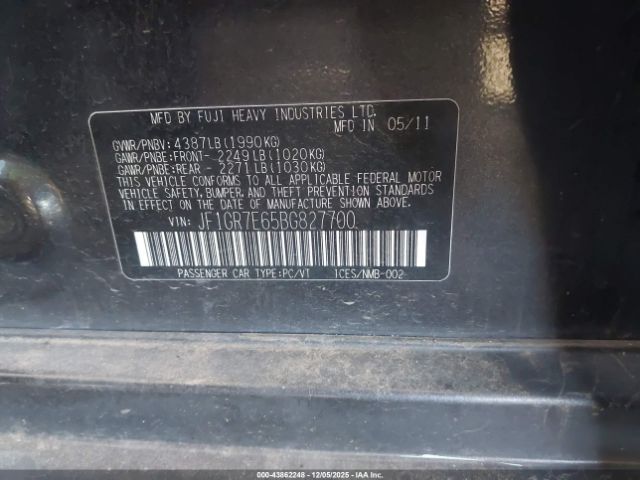 MFD BY FUJI HEAVY INDUSTRIES LTD.
MFD IN 05/11
GVWR/PNBV: 4387LB(1990KG)
GAWR/PNBE:FRONT- 2249LB(1020KG)
GAWR/PNBE:REAR - 2271LB(1030KG)
THIS VEHICLE CONFORMS TO ALL APPLICABLE FEDERAL MOTOR
VEHICLE SAFETY,BUMPER, AND THEFT PREVENTION STANDARDS
IN EFFECT ON THE DATE OF MANUFACTURE SHOWN ABOVE.
VIN: JF1GR7E65BG827700
PASSENGER CAR TYPE:PC/VT ICES/NMB-002
000-43862248 - 12/05/2025 - IAAI.COM